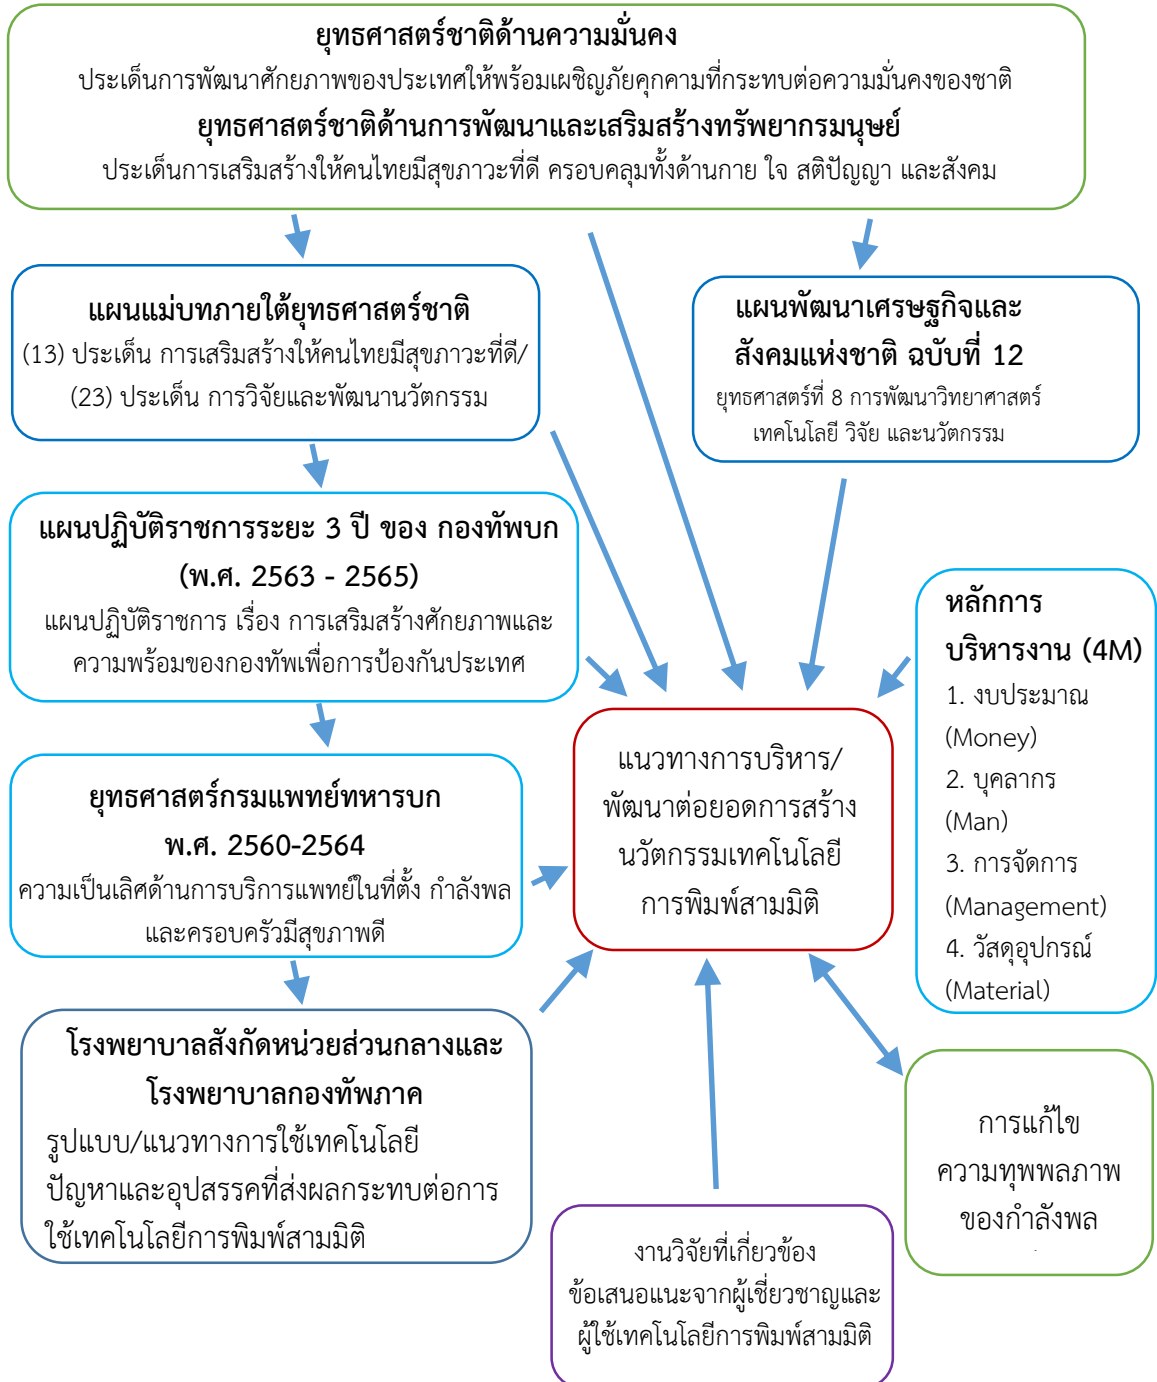 ยุทธศาสตร์ชาติด้านความมั่นคง
ประเด็นการพัฒนาศักยภาพของประเทศให้พร้อมเผชิญภัยคุกคามที่กระทบต่อความมั่นคงของชาติ
ยุทธศาสตร์ชาติด้านการพัฒนาและเสริมสร้างทรัพยากรมนุษย์
ประเด็นการเสริมสร้างให้คนไทยมีสุขภาวะที่ดี ครอบคลุมทั้งด้านกาย ใจ สติปัญญา และสังคม
แผนแม่บทภายใต้ยุทธศาสตร์ชาติ
(13) ประเด็น การเสริมสร้างให้คนไทยมีสุขภาวะที่ดี/
(23) ประเด็น การวิจัยและพัฒนานวัตกรรม
แผนพัฒนาเศรษฐกิจและ
สังคมแห่งชาติ ฉบับที่ 12
ยุทธศาสตร์ที่ 8 การพัฒนาวิทยาศาสตร์
เทคโนโลยี วิจัย และนวัตกรรม
แผนปฏิบัติราชการระยะ 3 ปี ของ กองทัพบก
(พ.ศ. 2563 - 2565)
แผนปฏิบัติราชการ เรื่อง การเสริมสร้างศักยภาพและ
ความพร้อมของกองทัพเพื่อการป้องกันประเทศ
หลักการ
บริหารงาน (4M)
1. งบประมาณ
(Money)
2. บุคลากร
(Man)
3. การจัดการ
(Management)
4. วัสดุอุปกรณ์
(Material)
แนวทางการบริหาร/
พัฒนาต่อยอดการสร้าง
นวัตกรรมเทคโนโลยี
การพิมพ์สามมิติ
ยุทธศาสตร์กรมแพทย์ทหารบก
พ.ศ. 2560-2564
ความเป็นเลิศด้านการบริการแพทย์ในที่ตั้ง กำลังพล
และครอบครัวมีสุขภาพดี
โรงพยาบาลสังกัดหน่วยส่วนกลางและ
โรงพยาบาลกองทัพภาค
รูปแบบ/แนวทางการใช้เทคโนโลยี
ปัญหาและอุปสรรคที่ส่งผลกระทบต่อการ
ใช้เทคโนโลยีการพิมพ์สามมิติ
การแก้ไข
ความทุพพลภาพ
ของกำลังพล
งานวิจัยที่เกี่ยวข้อง
ข้อเสนอแนะจากผู้เชี่ยวชาญและ
ผู้ใช้เทคโนโลยีการพิมพ์สามมิติ